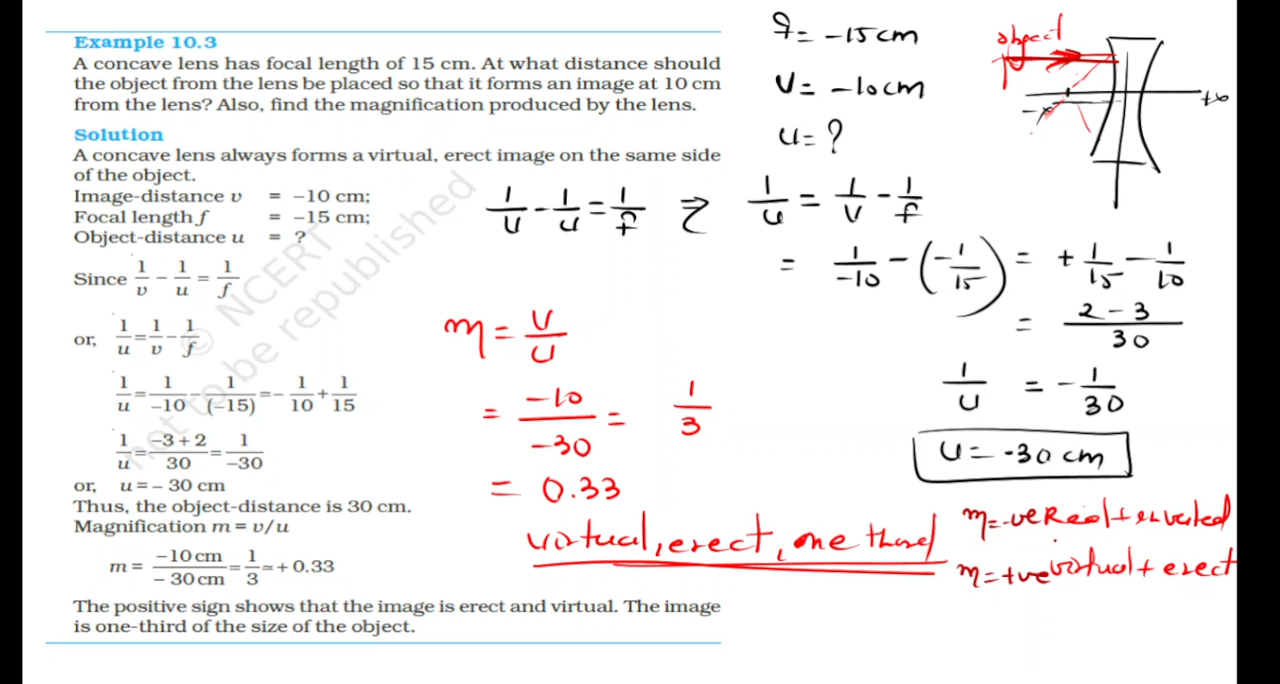 Example 10.3
A concave lens has focal length of 15 cm. At what distance should
the object from the lens be placed so that it forms an image at 10 cm
from the lens? Also, find the magnification produced by the lens.
Solution
A concave lens always forms a virtual, erect image on the same side
of the object.
Image-distance v = –10 cm;
Focal length f = –15 cm;
Object-distance u = ?
Since 1/v – 1/u = 1/f
or, 1/u = 1/v – 1/f
1/u = 1/–10 – 1/(–15) = – 1/10 + 1/15
1/u = –3 + 2/30 = 1/–30
or, u = – 30 cm
Thus, the object-distance is 30 cm.
Magnification m = v/u
m = –10 cm/– 30 cm = 1/3 ≃ + 0.33
The positive sign shows that the image is erect and virtual. The image
is one-third of the size of the object.
© NCERT
not to be republished
f = -15 cm
v = -10 cm
u = ?
1/v - 1/u = 1/f ⇒ 1/u = 1/v - 1/f
= 1/-10 - (-1/15) = + 1/15 - 1/10
= 2 - 3/30
1/u = - 1/30
u = -30 cm
m = v/u
= -10/-30 = 1/3
= 0.33
virtual, erect, one third
m = -ve Real + inverted
m = +ve virtual + erect
object
-x
+x